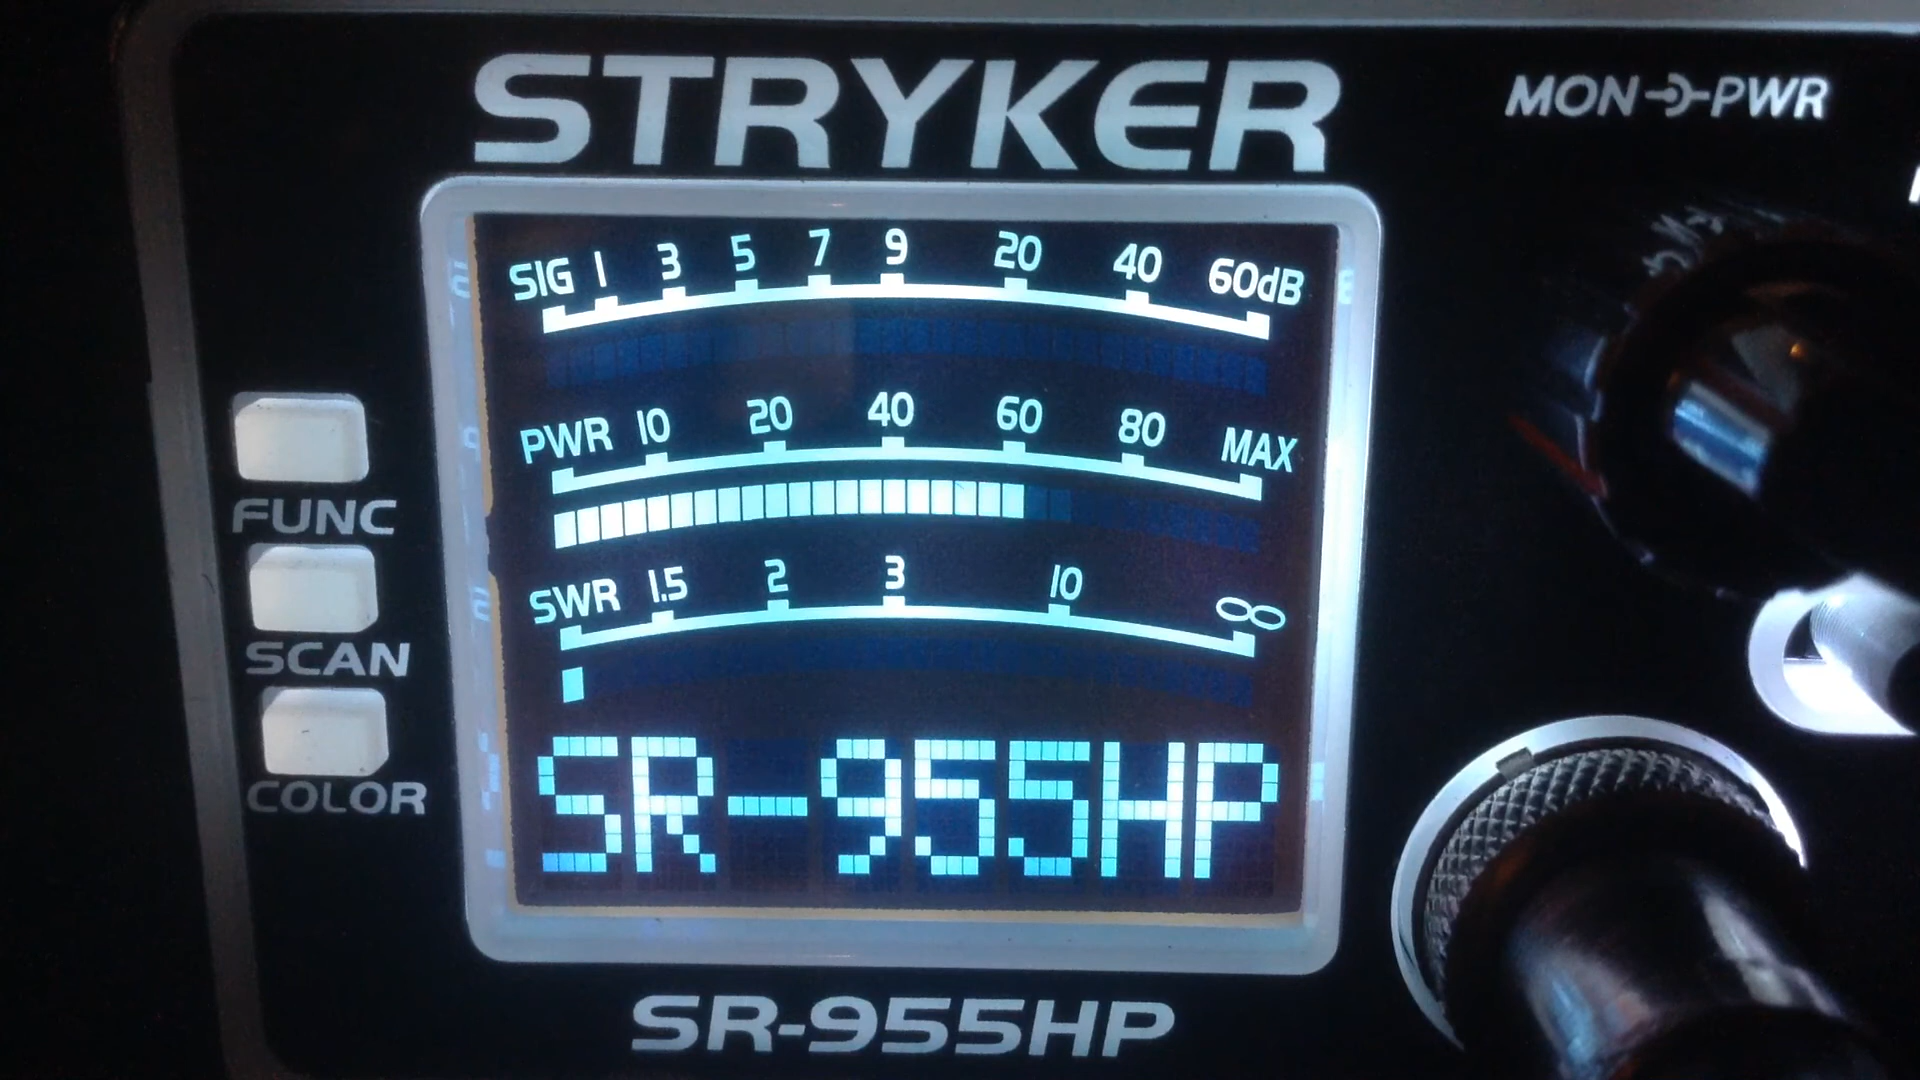 STRYKER
MON PWR
SIG 1 3 5 7 9 20 40 60dB
PWR 10 20 40 60 80 MAX
SWR 1.5 2 3 10 ∞
SR-955HP
FUNC
SCAN
COLOR
SR-955HP